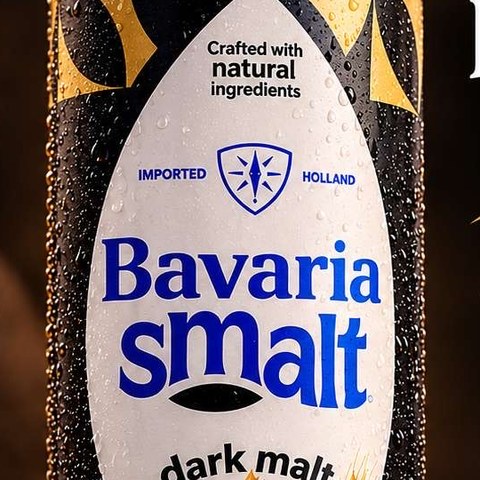 Crafted with
natural
ingredients
IMPORTED HOLLAND
Bavaria
smalt
dark malt